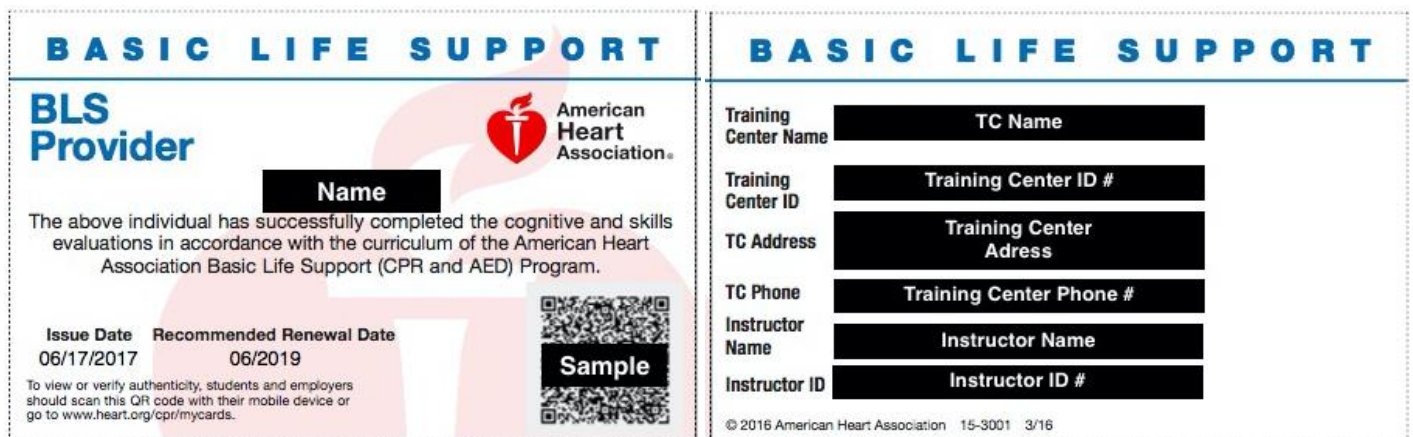 BASIC LIFE SUPPORT
BLS
Provider
American
Heart
Association®
Name
The above individual has successfully completed the cognitive and skills
evaluations in accordance with the curriculum of the American Heart
Association Basic Life Support (CPR and AED) Program.
Issue Date Recommended Renewal Date
06/17/2017 06/2019
To view or verify authenticity, students and employers
should scan this QR code with their mobile device or
go to www.heart.org/cpr/mycards.
Sample
BASIC LIFE SUPPORT
Training
Center Name
TC Name
Training
Center ID
Training Center ID #
TC Address
Training Center
Adress
TC Phone
Training Center Phone #
Instructor
Name
Instructor Name
Instructor ID
Instructor ID #
© 2016 American Heart Association 15-3001 3/16